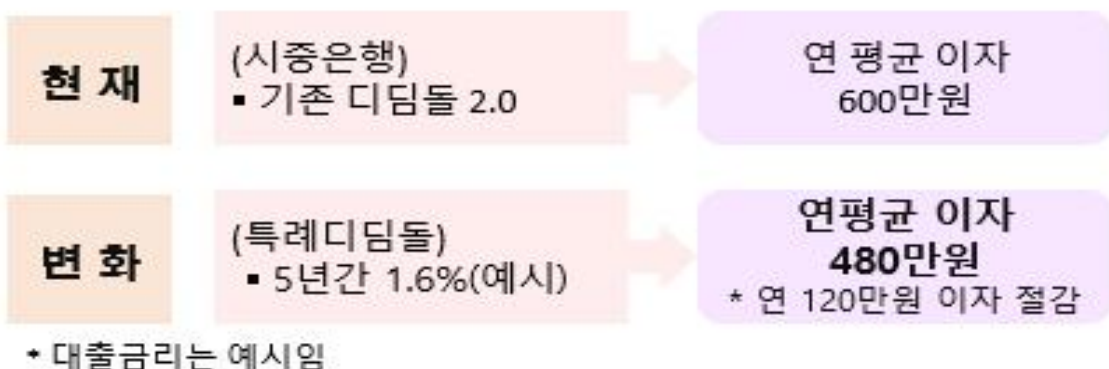 현 재
(시중은행)
▪ 기존 디딤돌 2.0
연 평균 이자
600만원
변 화
(특례디딤돌)
▪ 5년간 1.6%(예시)
연평균 이자
480만원
* 연 120만원 이자 절감
* 대출금리는 예시임